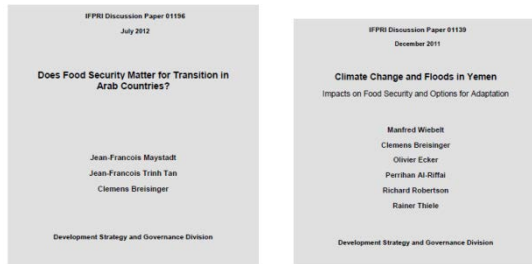 IFPRI Discussion Paper 01196
July 2012
Does Food Security Matter for Transition in
Arab Countries?
Jean-Francois Maystadt
Jean-Francois Trinh Tan
Clemens Breisinger
Development Strategy and Governance Division
IFPRI Discussion Paper 01139
December 2011
Climate Change and Floods in Yemen
Impacts on Food Security and Options for Adaptation
Manfred Wiebelt
Clemens Breisinger
Olivier Ecker
Perrihan Al-Riffai
Richard Robertson
Rainer Thiele
Development Strategy and Governance Division